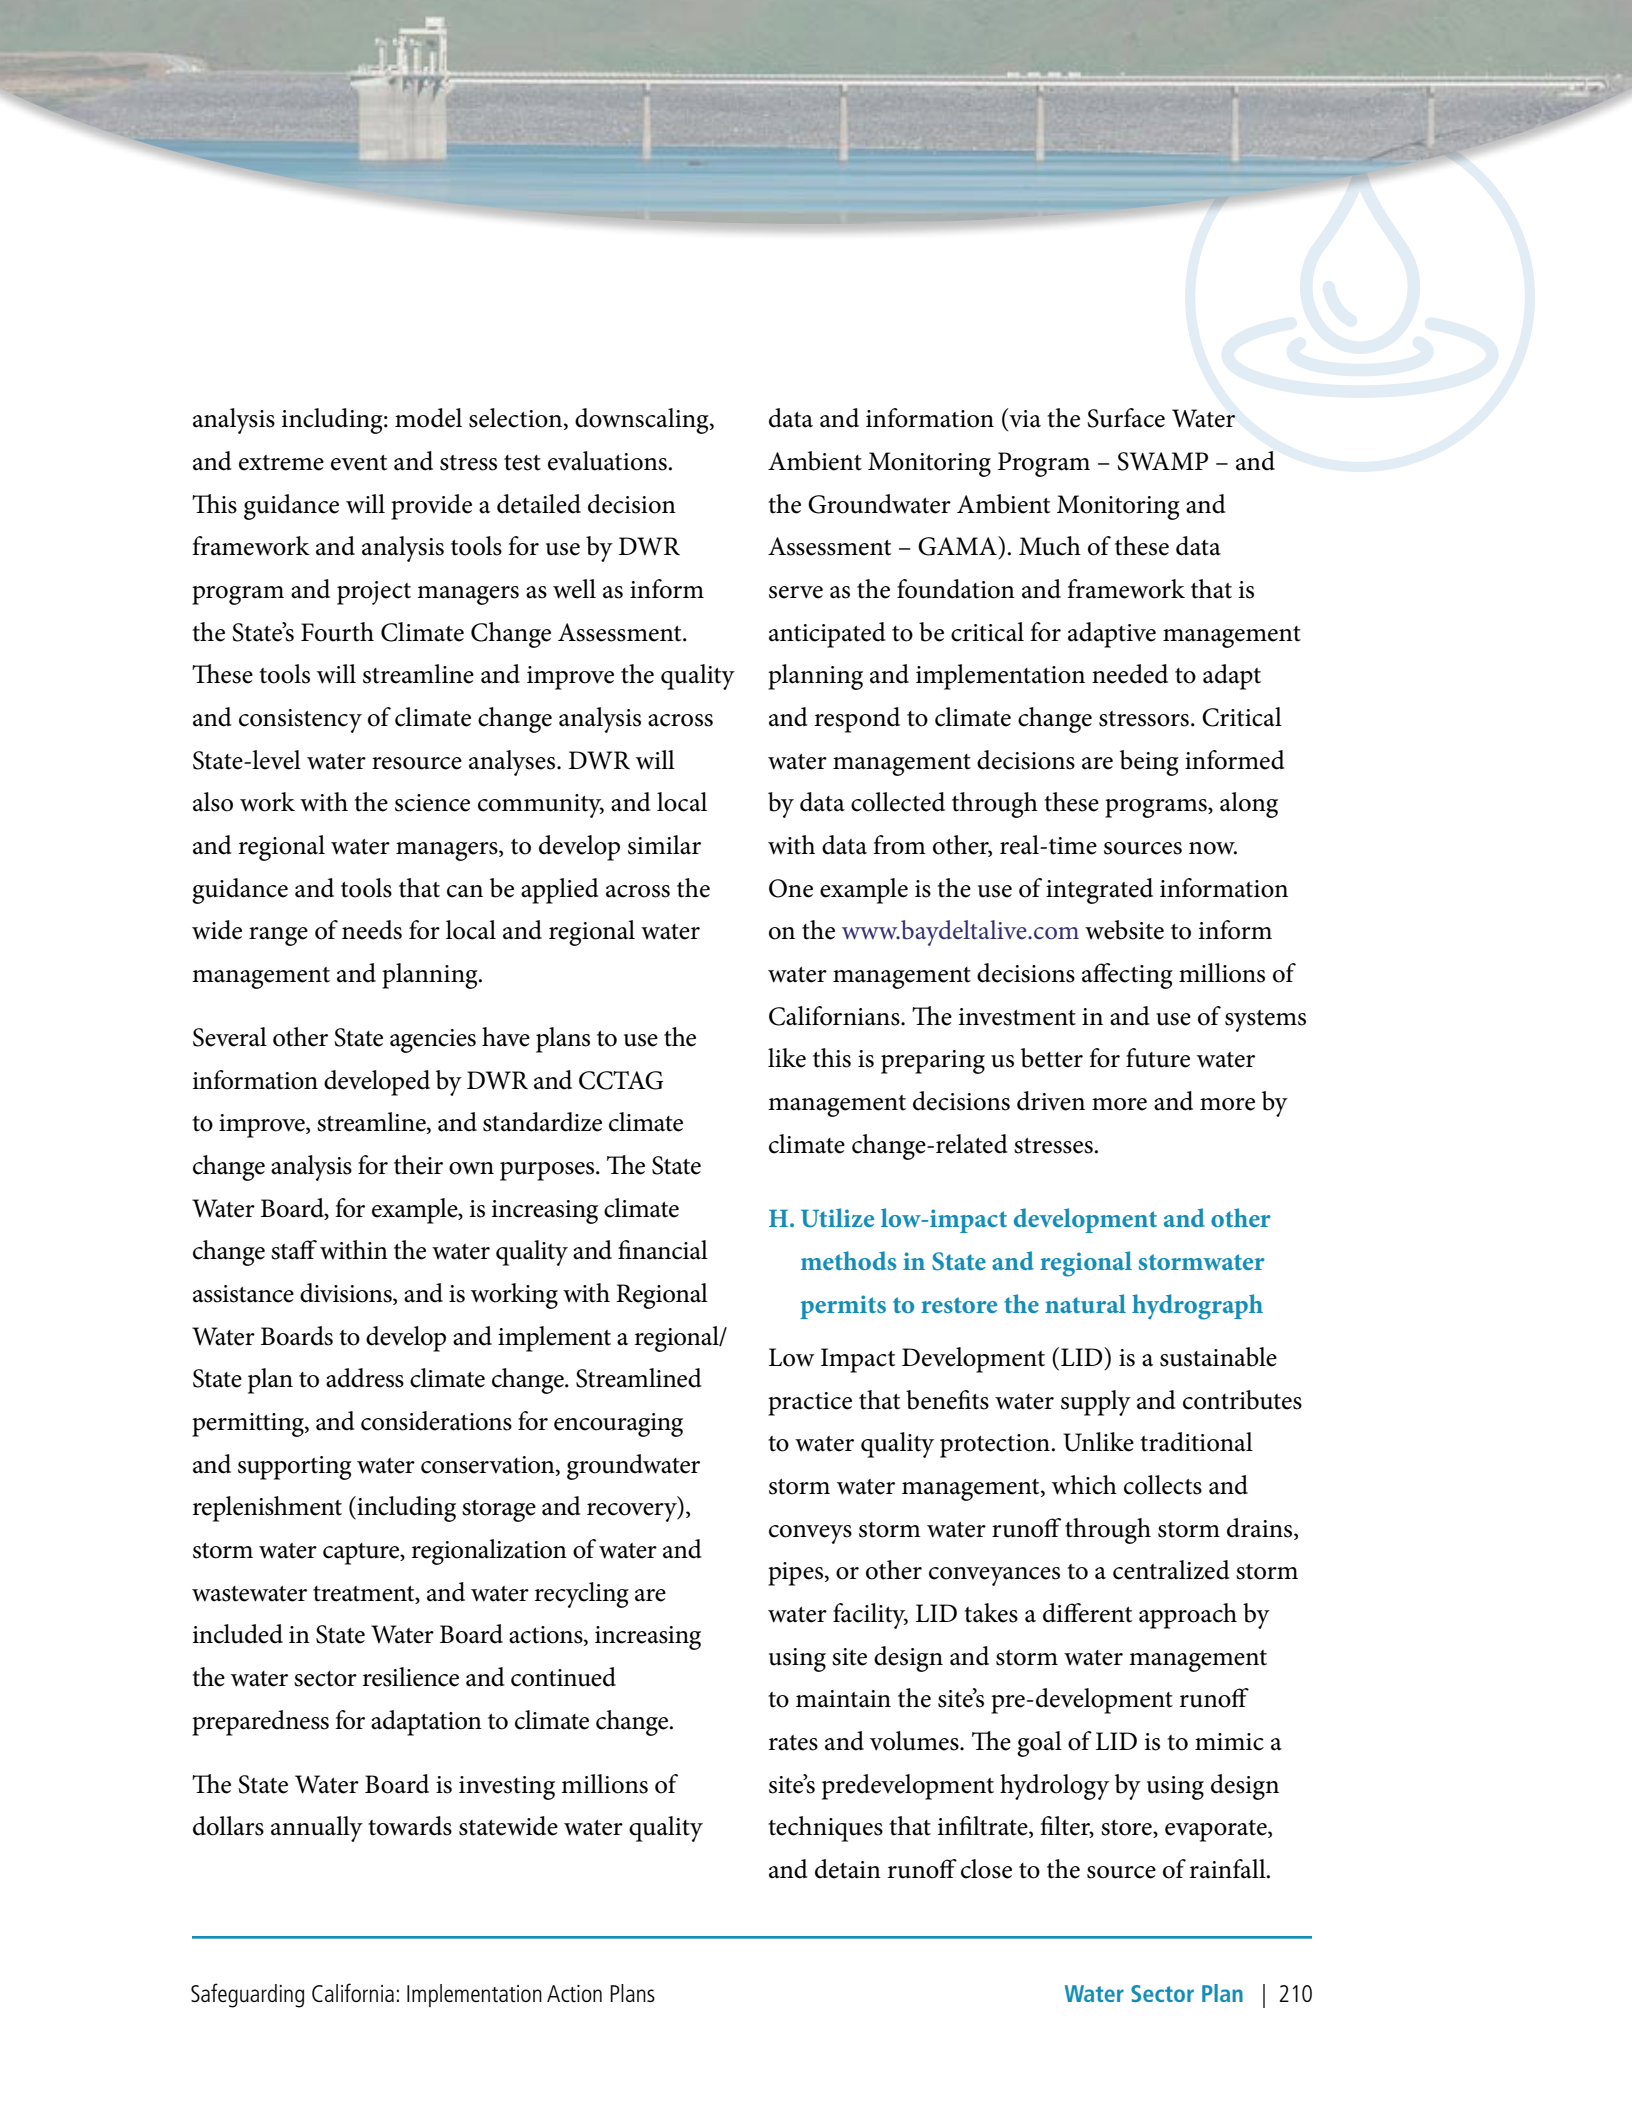 analysis including: model selection, downscaling,
and extreme event and stress test evaluations.
This guidance will provide a detailed decision
framework and analysis tools for use by DWR
program and project managers as well as inform
the State’s Fourth Climate Change Assessment.
These tools will streamline and improve the quality
and consistency of climate change analysis across
State-level water resource analyses. DWR will
also work with the science community, and local
and regional water managers, to develop similar
guidance and tools that can be applied across the
wide range of needs for local and regional water
management and planning.
Several other State agencies have plans to use the
information developed by DWR and CCTAG
to improve, streamline, and standardize climate
change analysis for their own purposes. The State
Water Board, for example, is increasing climate
change staff within the water quality and financial
assistance divisions, and is working with Regional
Water Boards to develop and implement a regional/
State plan to address climate change. Streamlined
permitting, and considerations for encouraging
and supporting water conservation, groundwater
replenishment (including storage and recovery),
storm water capture, regionalization of water and
wastewater treatment, and water recycling are
included in State Water Board actions, increasing
the water sector resilience and continued
preparedness for adaptation to climate change.
The State Water Board is investing millions of
dollars annually towards statewide water quality
data and information (via the Surface Water
Ambient Monitoring Program – SWAMP – and
the Groundwater Ambient Monitoring and
Assessment – GAMA). Much of these data
serve as the foundation and framework that is
anticipated to be critical for adaptive management
planning and implementation needed to adapt
and respond to climate change stressors. Critical
water management decisions are being informed
by data collected through these programs, along
with data from other, real-time sources now.
One example is the use of integrated information
on the www.baydeltalive.com website to inform
water management decisions affecting millions of
Californians. The investment in and use of systems
like this is preparing us better for future water
management decisions driven more and more by
climate change-related stresses.
H. Utilize low-impact development and other
methods in State and regional stormwater
permits to restore the natural hydrograph
Low Impact Development (LID) is a sustainable
practice that benefits water supply and contributes
to water quality protection. Unlike traditional
storm water management, which collects and
conveys storm water runoff through storm drains,
pipes, or other conveyances to a centralized storm
water facility, LID takes a different approach by
using site design and storm water management
to maintain the site’s pre-development runoff
rates and volumes. The goal of LID is to mimic a
site’s predevelopment hydrology by using design
techniques that infiltrate, filter, store, evaporate,
and detain runoff close to the source of rainfall.
Safeguarding California: Implementation Action Plans
Water Sector Plan | 210